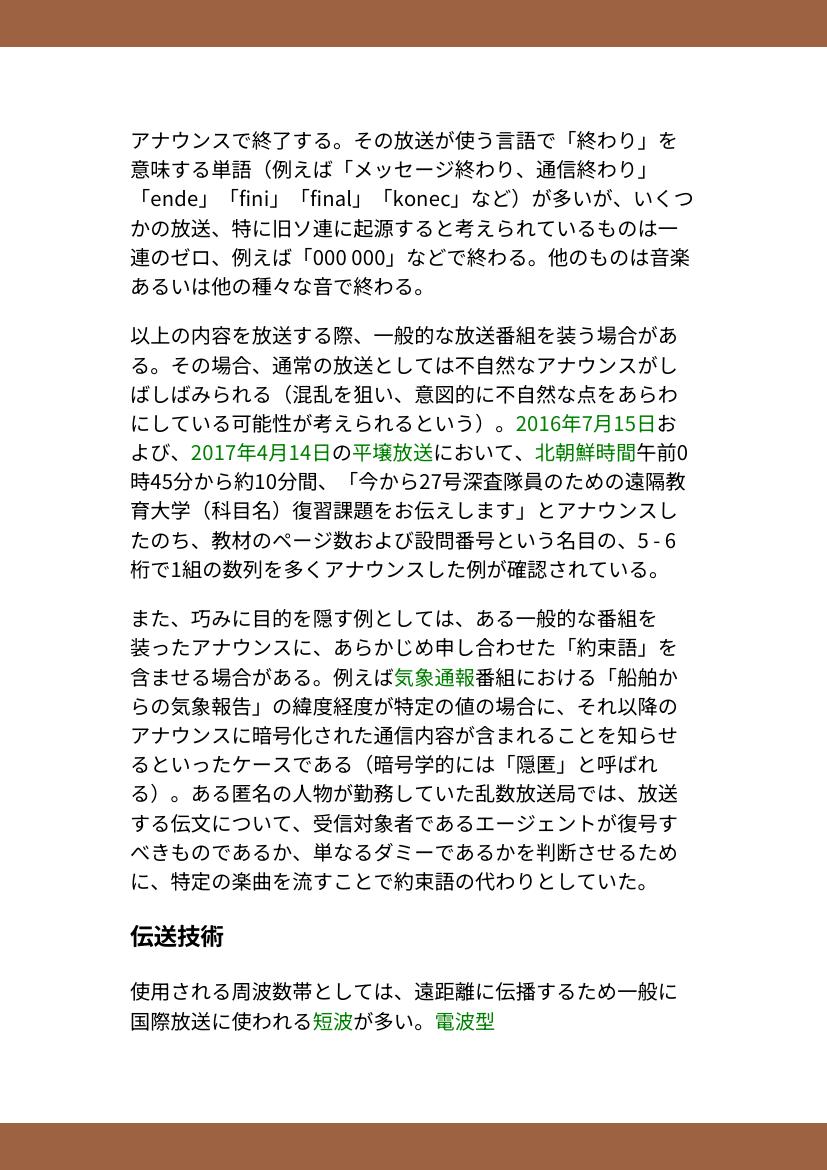 アナウンスで終了する。その放送が使う言語で「終わり」を
意味する単語（例えば「メッセージ終わり、通信終わり」
「ende」「fini」「final」「konec」など）が多いが、いくつ
かの放送、特に旧ソ連に起源すると考えられているものは一
連のゼロ、例えば「000 000」などで終わる。他のものは音楽
あるいは他の種々な音で終わる。
以上の内容を放送する際、一般的な放送番組を装う場合があ
る。その場合、通常の放送としては不自然なアナウンスがし
ばしばみられる（混乱を狙い、意図的に不自然な点をあらわ
にしている可能性が考えられるという）。2016年7月15日お
よび、2017年4月14日の平壌放送において、北朝鮮時間午前0
時45分から約10分間、「今から27号深査隊員のための遠隔教
育大学（科目名）復習課題をお伝えします」とアナウンスし
たのち、教材のページ数および設問番号という名目の、5 - 6
桁で1組の数列を多くアナウンスした例が確認されている。
また、巧みに目的を隠す例としては、ある一般的な番組を
装ったアナウンスに、あらかじめ申し合わせた「約束語」を
含ませる場合がある。例えば気象通報番組における「船舶か
らの気象報告」の緯度経度が特定の値の場合に、それ以降の
アナウンスに暗号化された通信内容が含まれることを知らせ
るといったケースである（暗号学的には「隠匿」と呼ばれ
る）。ある匿名の人物が勤務していた乱数放送局では、放送
する伝文について、受信対象者であるエージェントが復号す
べきものであるか、単なるダミーであるかを判断させるため
に、特定の楽曲を流すことで約束語の代わりとしていた。
伝送技術
使用される周波数帯としては、遠距離に伝播するため一般に
国際放送に使われる短波が多い。電波型